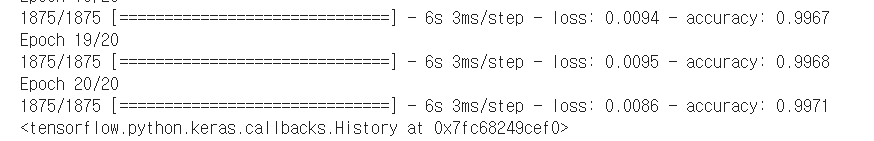 1875/1875 [==============================] - 6s 3ms/step - loss: 0.0094 - accuracy: 0.9967
Epoch 19/20
1875/1875 [==============================] - 6s 3ms/step - loss: 0.0095 - accuracy: 0.9968
Epoch 20/20
1875/1875 [==============================] - 6s 3ms/step - loss: 0.0086 - accuracy: 0.9971
<tensorflow.python.keras.callbacks.History at 0x7fc68249cef0>